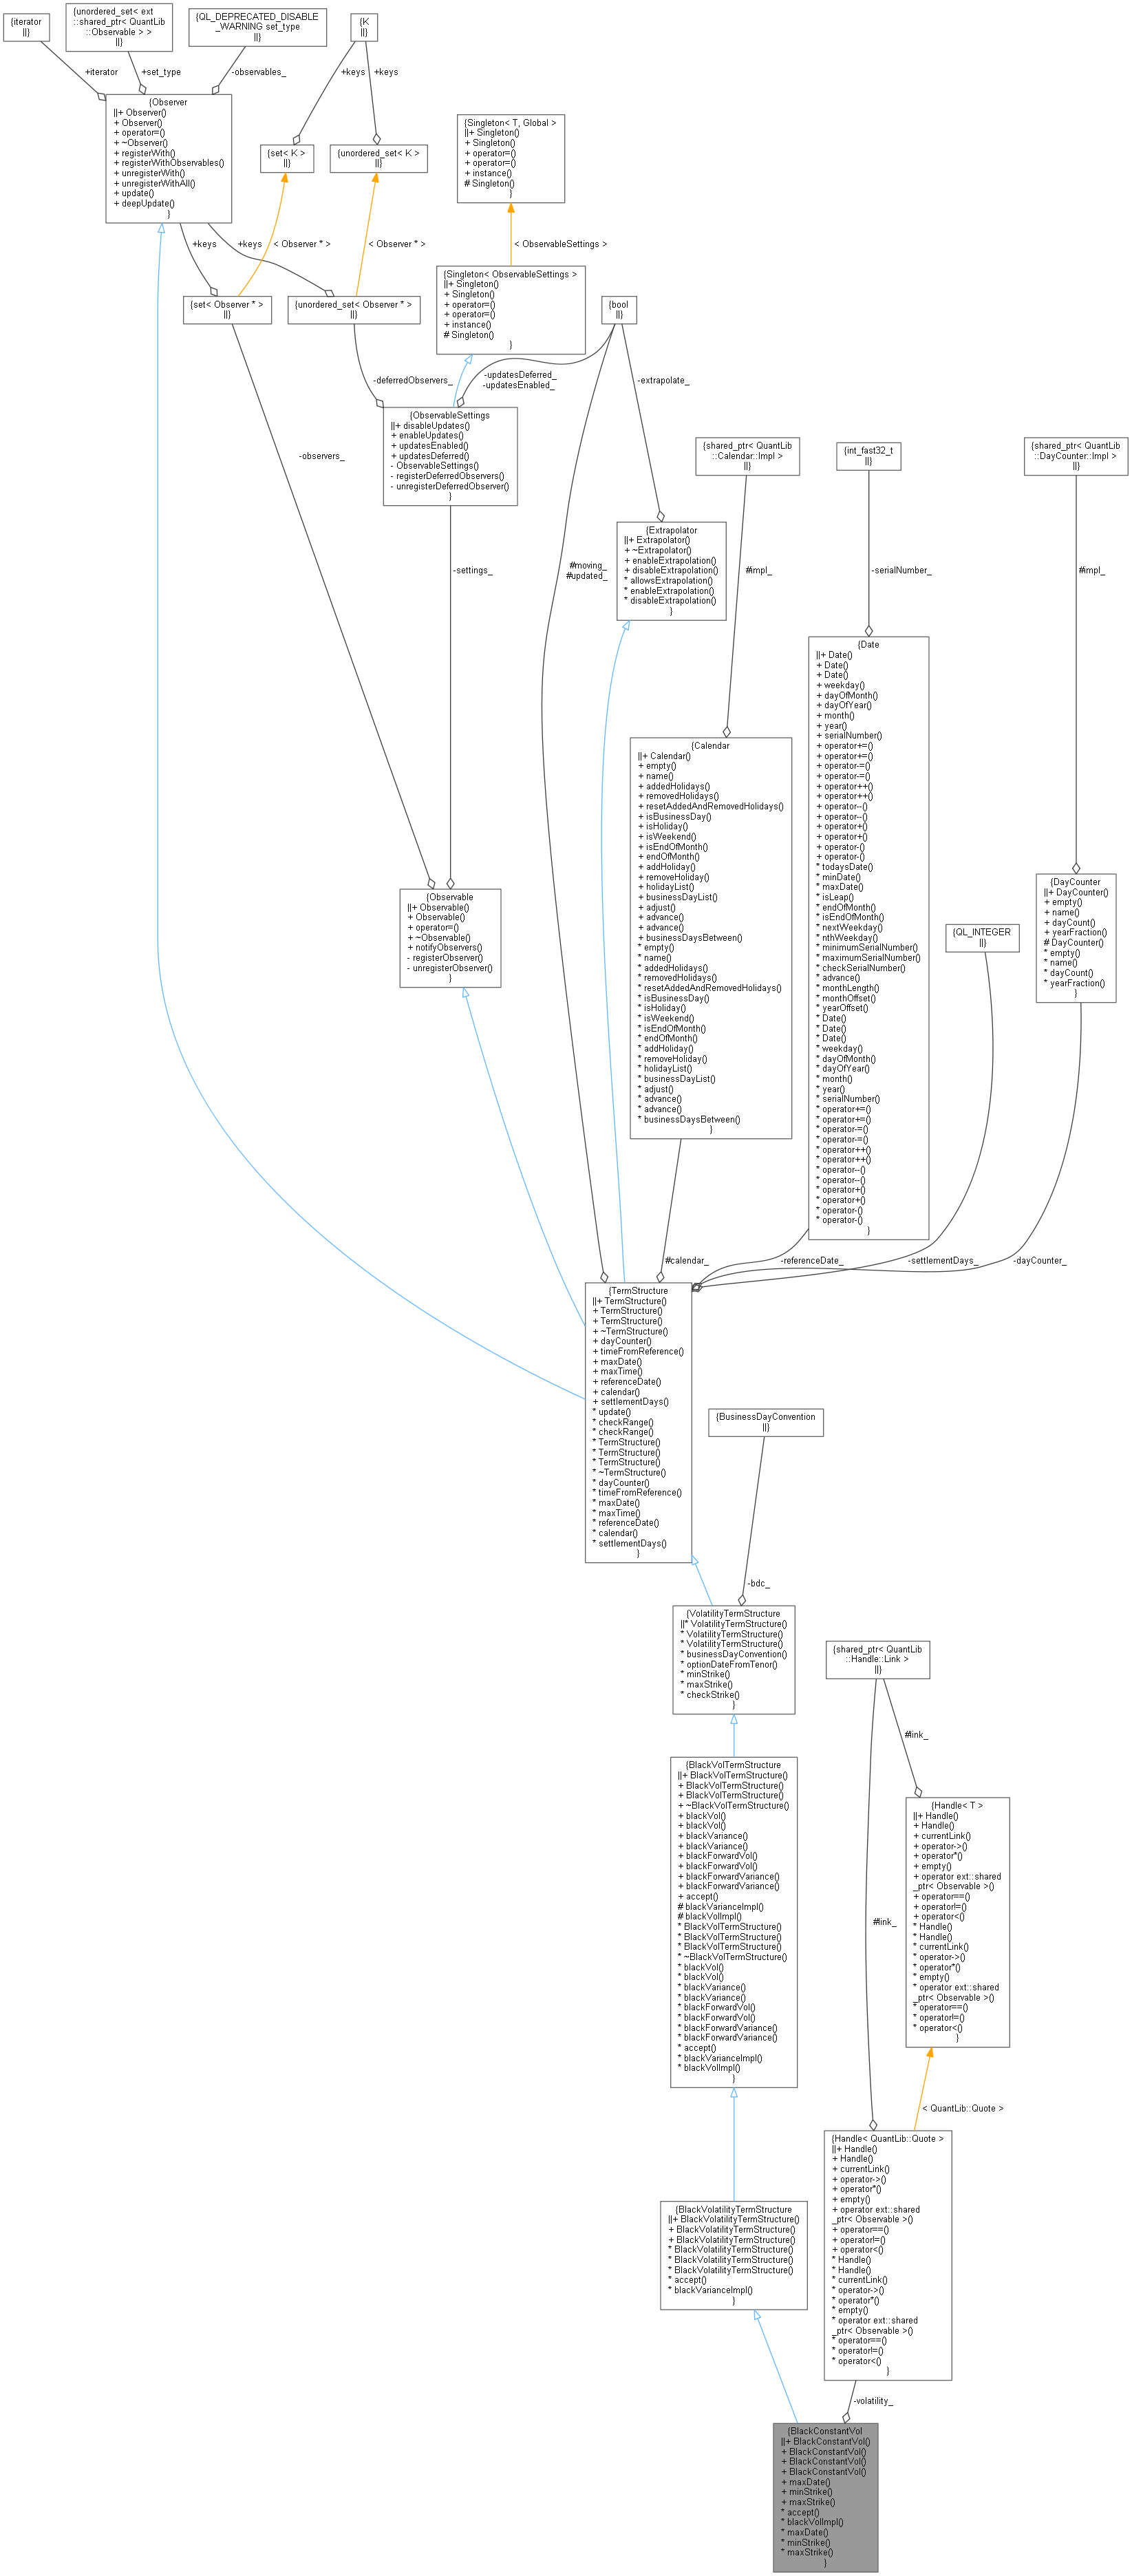 {iterator
||}
{unordered_set< ext
::shared_ptr< QuantLib
::Observable > >
||}
{QL_DEPRECATED_DISABLE
_WARNING set_type
||}
{K
||}
+iterator
+set_type
-observables_
+keys
+keys
{Observer
||+ Observer()
+ Observer()
+ operator=()
+ ~Observer()
+ registerWith()
+ registerWithObservables()
+ unregisterWith()
+ unregisterWithAll()
+ update()
+ deepUpdate()
}
{set< K >
||}
{unordered_set< K >
||}
{Singleton< T, Global >
||+ Singleton()
+ Singleton()
+ operator=()
+ operator=()
+ instance()
# Singleton()
}
+keys
+keys
< Observer * >
< Observer * >
< ObservableSettings >
{set< Observer * >
||}
{unordered_set< Observer * >
||}
{Singleton< ObservableSettings >
||+ Singleton()
+ Singleton()
+ operator=()
+ operator=()
+ instance()
# Singleton()
}
{bool
||}
-deferredObservers_
-updatesDeferred_
-updatesEnabled_
-extrapolate_
-observers_
{ObservableSettings
||+ disableUpdates()
+ enableUpdates()
+ updatesEnabled()
+ updatesDeferred()
- ObservableSettings()
- registerDeferredObservers()
- unregisterDeferredObserver()
}
{shared_ptr< QuantLib
::Calendar::Impl >
||}
{int_fast32_t
||}
{shared_ptr< QuantLib
::DayCounter::Impl >
||}
-settings_
#moving_
#updated_
{Extrapolator
||+ Extrapolator()
+ ~Extrapolator()
+ enableExtrapolation()
+ disableExtrapolation()
* allowsExtrapolation()
* enableExtrapolation()
* disableExtrapolation()
}
#impl_
-serialNumber_
#impl_
{Date
||+ Date()
+ Date()
+ Date()
+ weekday()
+ dayOfMonth()
+ dayOfYear()
+ month()
+ year()
+ serialNumber()
+ operator+=()
+ operator+=()
+ operator-=()
+ operator-=()
+ operator++()
+ operator++()
+ operator--()
+ operator--()
+ operator+()
+ operator+()
+ operator-()
+ operator-()
* todaysDate()
* minDate()
* maxDate()
* isLeap()
* endOfMonth()
* isEndOfMonth()
* nextWeekday()
* nthWeekday()
* minimumSerialNumber()
* maximumSerialNumber()
* checkSerialNumber()
* advance()
* monthLength()
* monthOffset()
* yearOffset()
* Date()
* Date()
* Date()
* weekday()
* dayOfMonth()
* dayOfYear()
* month()
* year()
* serialNumber()
* operator+=()
* operator+=()
* operator-=()
* operator-=()
* operator++()
* operator++()
* operator--()
* operator--()
* operator+()
* operator+()
* operator-()
* operator-()
}
{Calendar
||+ Calendar()
+ empty()
+ name()
+ addedHolidays()
+ removedHolidays()
+ resetAddedAndRemovedHolidays()
+ isBusinessDay()
+ isHoliday()
+ isWeekend()
+ isEndOfMonth()
+ endOfMonth()
+ addHoliday()
+ removeHoliday()
+ holidayList()
+ businessDayList()
+ adjust()
+ advance()
+ advance()
+ businessDaysBetween()
* empty()
* name()
* addedHolidays()
* removedHolidays()
* resetAddedAndRemovedHolidays()
* isBusinessDay()
* isHoliday()
* isWeekend()
* isEndOfMonth()
* endOfMonth()
* addHoliday()
* removeHoliday()
* holidayList()
* businessDayList()
* adjust()
* advance()
* advance()
* businessDaysBetween()
}
{DayCounter
||+ DayCounter()
+ empty()
+ name()
+ dayCount()
+ yearFraction()
# DayCounter()
* empty()
* name()
* dayCount()
* yearFraction()
}
{Observable
||+ Observable()
+ Observable()
+ operator=()
+ ~Observable()
+ notifyObservers()
- registerObserver()
- unregisterObserver()
}
{QL_INTEGER
||}
#calendar_
-referenceDate_
-settlementDays_
-dayCounter_
{TermStructure
||+ TermStructure()
+ TermStructure()
+ TermStructure()
+ ~TermStructure()
+ dayCounter()
+ timeFromReference()
+ maxDate()
+ maxTime()
+ referenceDate()
+ calendar()
+ settlementDays()
* update()
* checkRange()
* checkRange()
* TermStructure()
* TermStructure()
* TermStructure()
* ~TermStructure()
* dayCounter()
* timeFromReference()
* maxDate()
* maxTime()
* referenceDate()
* calendar()
* settlementDays()
}
{BusinessDayConvention
||}
-bdc_
{VolatilityTermStructure
||* VolatilityTermStructure()
* VolatilityTermStructure()
* VolatilityTermStructure()
* businessDayConvention()
* optionDateFromTenor()
* minStrike()
* maxStrike()
* checkStrike()
}
{shared_ptr< QuantLib
::Handle::Link >
||}
#link_
#link_
{BlackVolTermStructure
||+ BlackVolTermStructure()
+ BlackVolTermStructure()
+ BlackVolTermStructure()
+ ~BlackVolTermStructure()
+ blackVol()
+ blackVol()
+ blackVariance()
+ blackVariance()
+ blackForwardVol()
+ blackForwardVol()
+ blackForwardVariance()
+ blackForwardVariance()
+ accept()
# blackVarianceImpl()
# blackVolImpl()
* BlackVolTermStructure()
* BlackVolTermStructure()
* BlackVolTermStructure()
* ~BlackVolTermStructure()
* blackVol()
* blackVol()
* blackVariance()
* blackVariance()
* blackForwardVol()
* blackForwardVol()
* blackForwardVariance()
* blackForwardVariance()
* accept()
* blackVarianceImpl()
* blackVolImpl()
}
{Handle< T >
||+ Handle()
+ Handle()
+ currentLink()
+ operator->()
+ operator*()
+ empty()
+ operator ext::shared
_ptr< Observable >()
+ operator==()
+ operator!=()
+ operator<()
* Handle()
* Handle()
* currentLink()
* operator->()
* operator*()
* empty()
* operator ext::shared
_ptr< Observable >()
* operator==()
* operator!=()
* operator<()
}
< QuantLib::Quote >
{Handle< QuantLib::Quote >
||+ Handle()
+ Handle()
+ currentLink()
+ operator->()
+ operator*()
+ empty()
+ operator ext::shared
_ptr< Observable >()
+ operator==()
+ operator!=()
+ operator<()
* Handle()
* Handle()
* currentLink()
* operator->()
* operator*()
* empty()
* operator ext::shared
_ptr< Observable >()
* operator==()
* operator!=()
* operator<()
}
{BlackVolatilityTermStructure
||+ BlackVolatilityTermStructure()
+ BlackVolatilityTermStructure()
+ BlackVolatilityTermStructure()
* BlackVolatilityTermStructure()
* BlackVolatilityTermStructure()
* BlackVolatilityTermStructure()
* accept()
* blackVarianceImpl()
}
-volatility_
{BlackConstantVol
||+ BlackConstantVol()
+ BlackConstantVol()
+ BlackConstantVol()
+ BlackConstantVol()
+ maxDate()
+ minStrike()
+ maxStrike()
* accept()
* blackVolImpl()
* maxDate()
* minStrike()
* maxStrike()
}